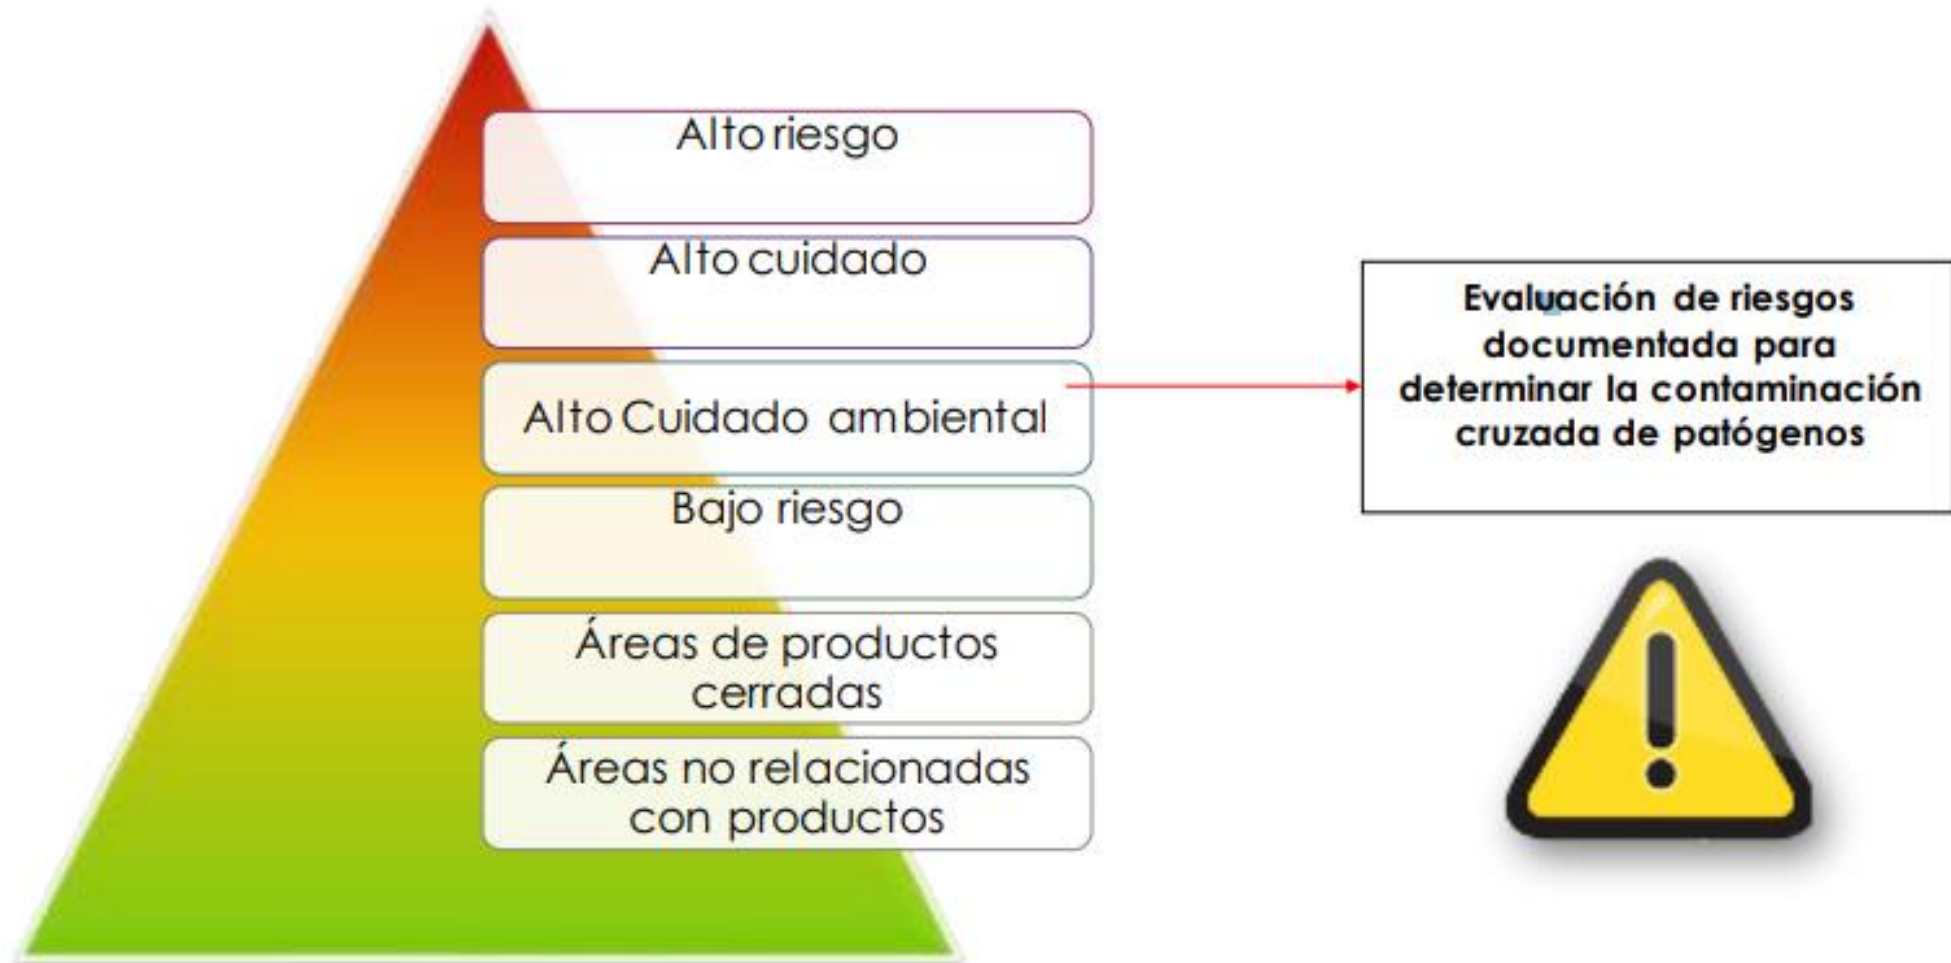 Alto riesgo
Alto cuidado
Alto Cuidado ambiental
Bajo riesgo
Áreas de productos
cerradas
Áreas no relacionadas
con productos
Evaluación de riesgos
documentada para
determinar la contaminación
cruzada de patógenos